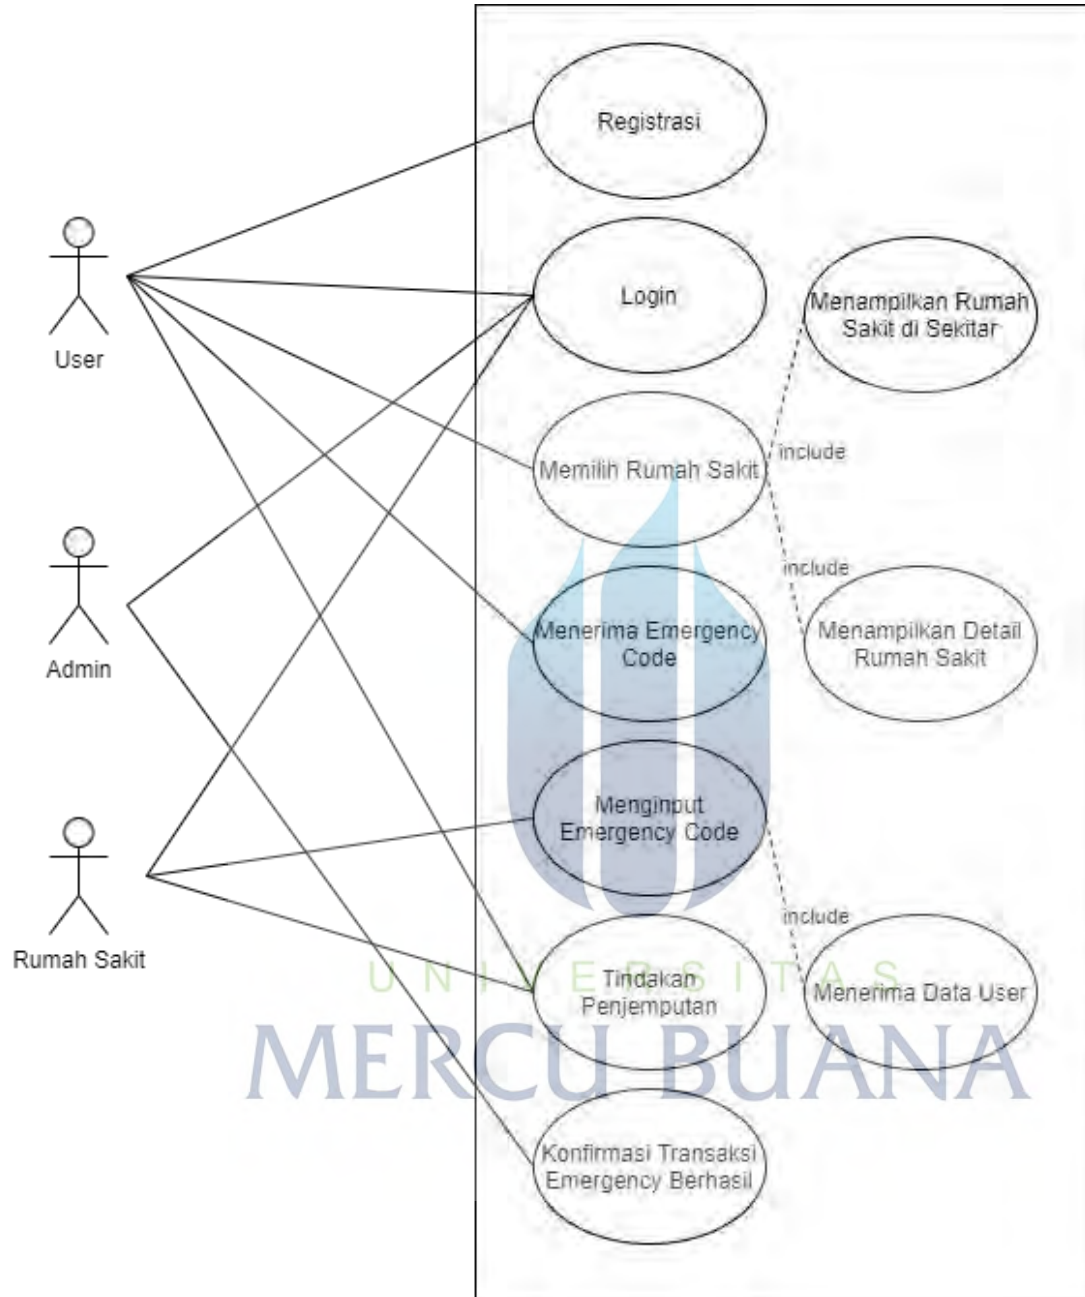 Registrasi
Login
Menampilkan Rumah
Sakit di Sekitar
User
Memilih Rumah Sakit
include
include
Menerima Emergency
Code
Menampilkan Detail
Rumah Sakit
Admin
Menginput
Emergency Code
include
Rumah Sakit
Tindakan
Penjemputan
Menerima Data User
UNIVERSITAS
MERCU BUANA
Konfirmasi Transaksi
Emergency Berhasil